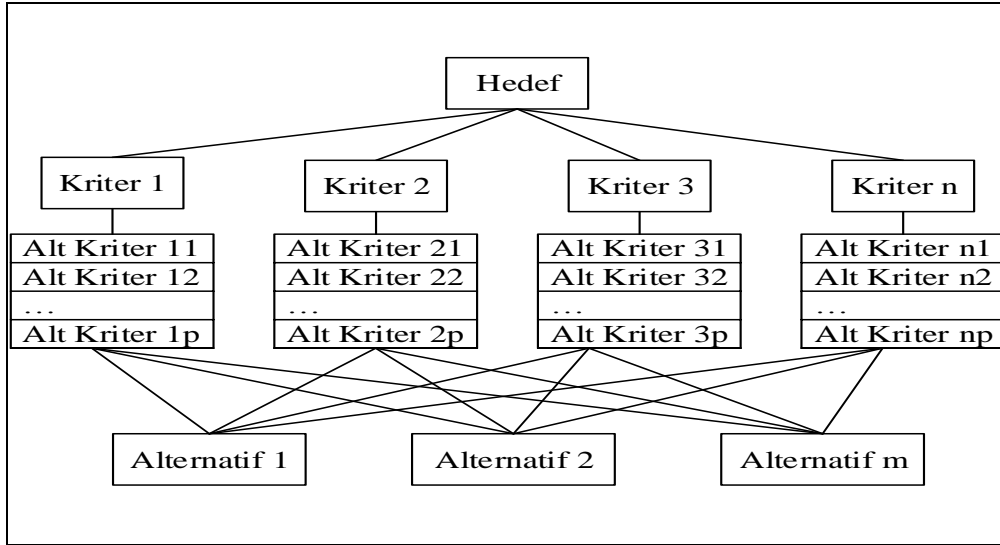 Hedef
Kriter 1
Kriter 2
Kriter 3
Kriter n
Alt Kriter 11
Alt Kriter 12
...
Alt Kriter 1p
Alt Kriter 21
Alt Kriter 22
...
Alt Kriter 2p
Alt Kriter 31
Alt Kriter 32
...
Alt Kriter 3p
Alt Kriter n1
Alt Kriter n2
...
Alt Kriter np
Alternatif 1
Alternatif 2
Alternatif m